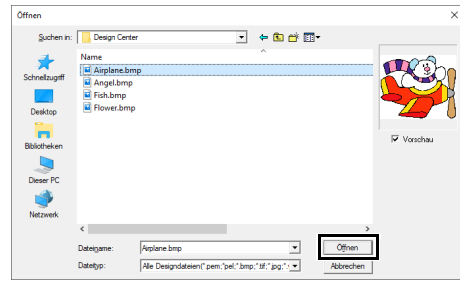 Öffnen
Suchen in:
Design Center
Name
Airplane.bmp
Angel.bmp
Fish.bmp
Flower.bmp
Schnellzugriff
Desktop
Bibliotheken
Dieser PC
Netzwerk
Vorschau
Dateiname:
Airplane.bmp
Öffnen
Dateityp:
Alle Designdateien(*.pem;*pel;*.bmp;*.tif;*.jpg;*.
Abbrechen